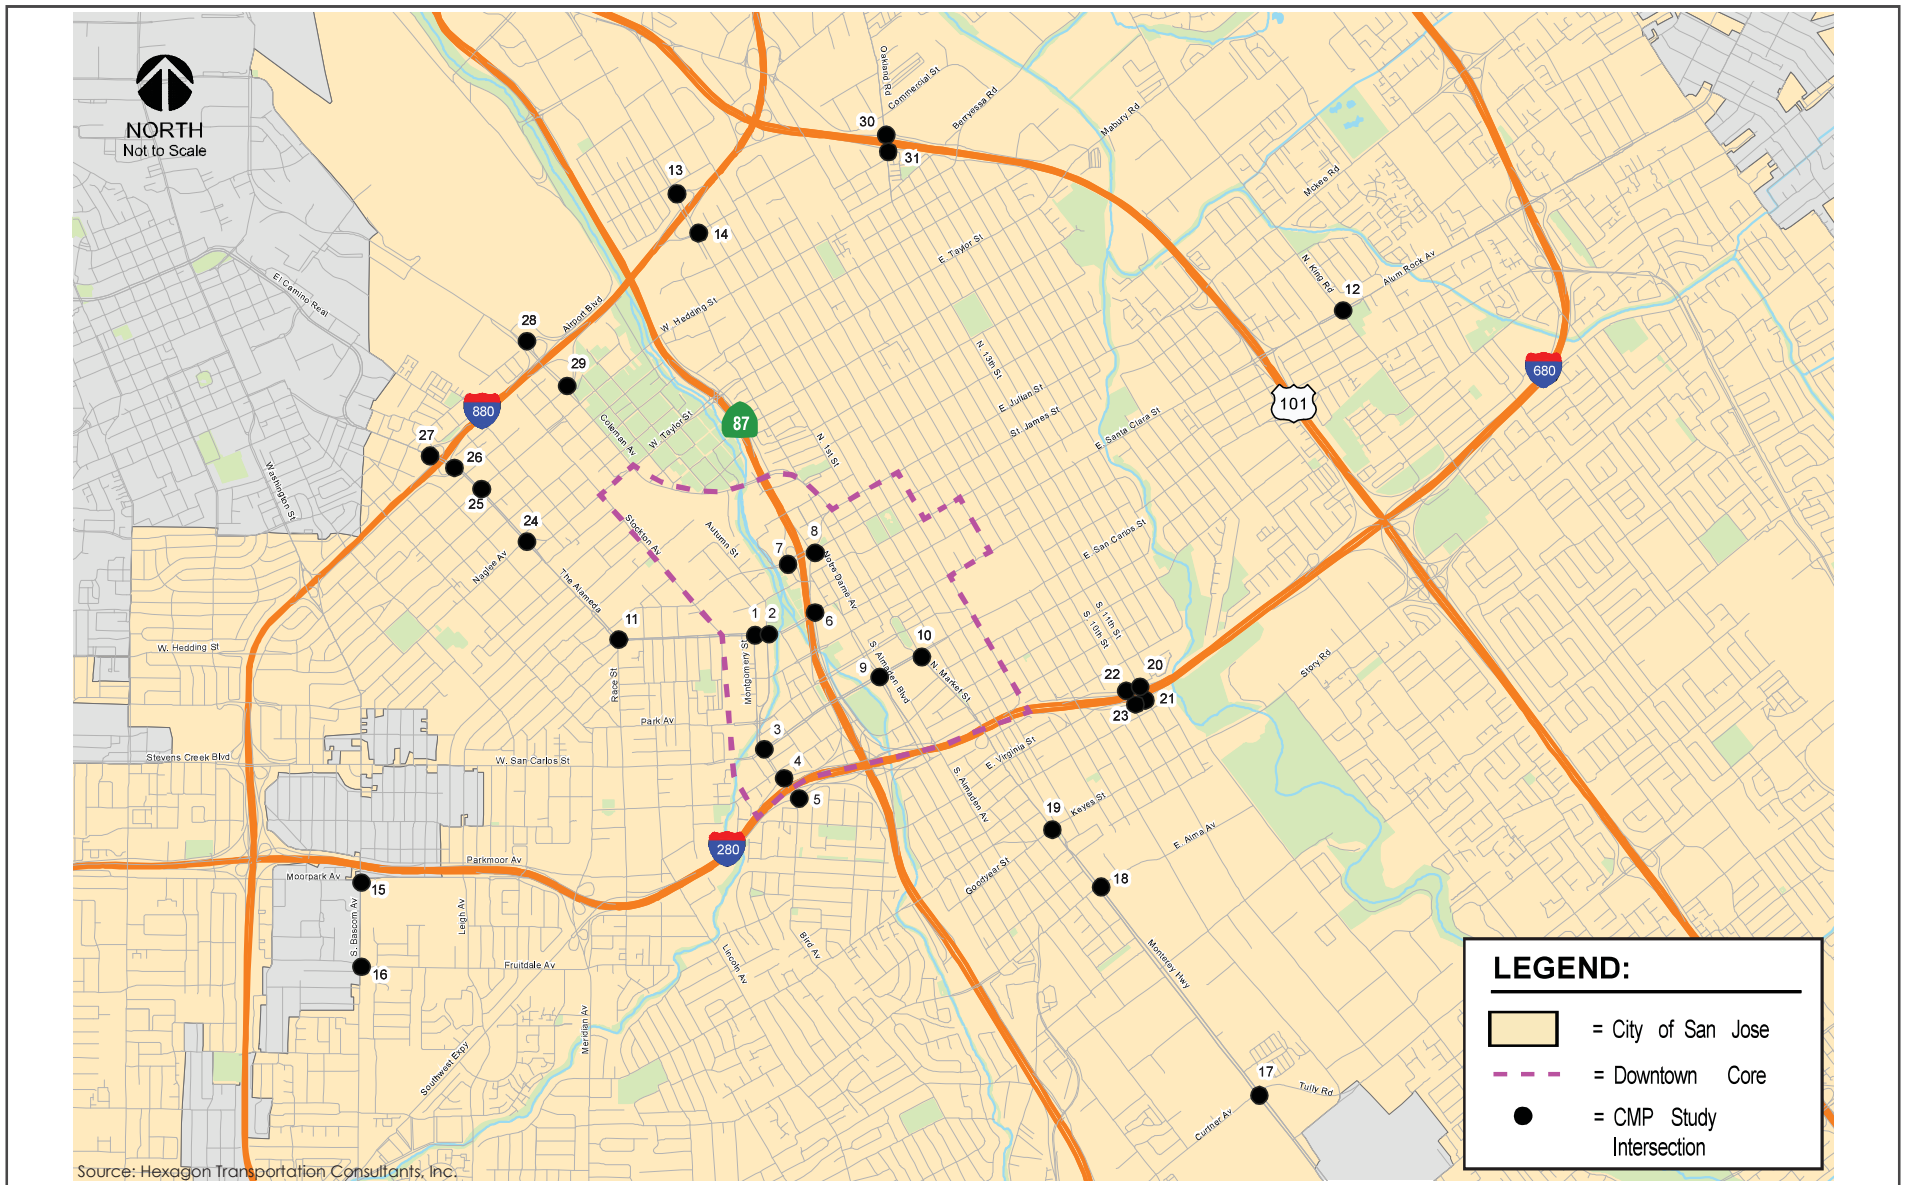 NORTH
Not to Scale
Oakland Rd
Commercial St
Berryessa Rd
Mabury Rd
30
31
13
14
Mckee Rd
E. Taylor St
N. King Rd
Alum Rock Av
12
El Camino Real
Airport Blvd
W. Hedding St
28
29
N. 13th St
680
101
880
87
Coleman Av
W. Taylor St
E. Julian St
St. James St
E. Santa Clara St
N. 1st St
27
26
25
Washington St
24
Naglee Av
Stockton Av
Autumn St
7
8
Notre Dame Av
E. San Carlos St
The Alameda
11
1
2
6
S. 11th St
S. 10th St
W. Hedding St
Race St
Montgomery St
S. Almaden Blvd
9
10
N. Market St
Story Rd
22
20
21
23
Park Av
3
4
5
Stevens Creek Blvd
W. San Carlos St
E. Virginia St
S. Almaden Av
19
Keyes St
E. Alma Av
280
Parkmoor Av
Moorpark Av
15
Goodyear St
18
S. Bascom Av
Leigh Av
Lincoln Av
Bird Av
16
Fruitdale Av
Monterey Hwy
Meridian Av
Southwest Expy
17
Tully Rd
Curtner Av
LEGEND:
= City of San Jose
= Downtown Core
= CMP Study
Intersection
Source: Hexagon Transportation Consultants, Inc.